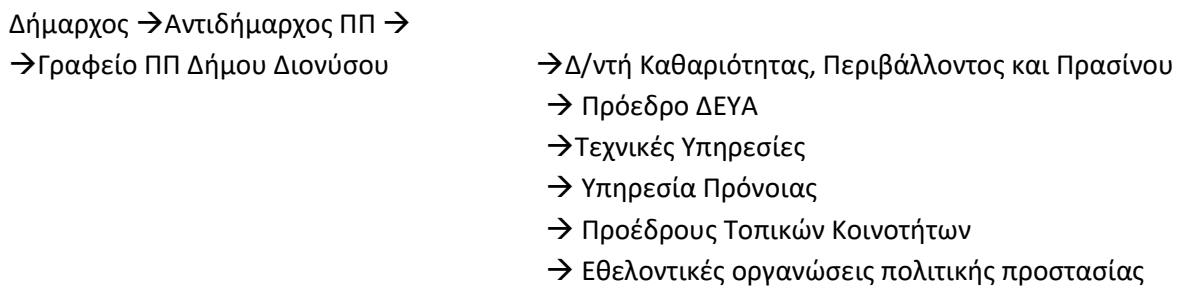 Δήμαρχος →Αντιδήμαρχος ΠΠ →
→Γραφείο ΠΠ Δήμου Διονύσου →Δ/ντή Καθαριότητας, Περιβάλλοντος και Πρασίνου
→ Πρόεδρο ΔΕΥΑ
→Τεχνικές Υπηρεσίες
→ Υπηρεσία Πρόνοιας
→ Προέδρους Τοπικών Κοινοτήτων
→ Εθελοντικές οργανώσεις πολιτικής προστασίας